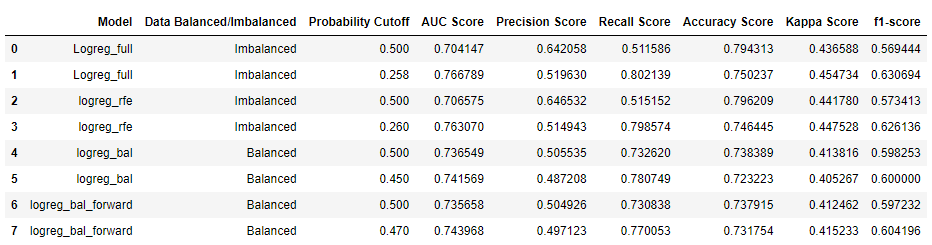 Model Data Balanced/Imbalanced Probability Cutoff AUC Score Precision Score Recall Score Accuracy Score Kappa Score f1-score
0 Logreg_full Imbalanced 0.500 0.704147 0.642058 0.511586 0.794313 0.436588 0.569444
1 Logreg_full Imbalanced 0.258 0.766789 0.519630 0.802139 0.750237 0.454734 0.630694
2 logreg_rfe Imbalanced 0.500 0.706575 0.646532 0.515152 0.796209 0.441780 0.573413
3 logreg_rfe Imbalanced 0.260 0.763070 0.514943 0.798574 0.746445 0.447528 0.626136
4 logreg_bal Balanced 0.500 0.736549 0.505535 0.732620 0.738389 0.413816 0.598253
5 logreg_bal Balanced 0.450 0.741569 0.487208 0.780749 0.723223 0.405267 0.600000
6 logreg_bal_forward Balanced 0.500 0.735658 0.504926 0.730838 0.737915 0.412462 0.597232
7 logreg_bal_forward Balanced 0.470 0.743968 0.497123 0.770053 0.731754 0.415233 0.604196